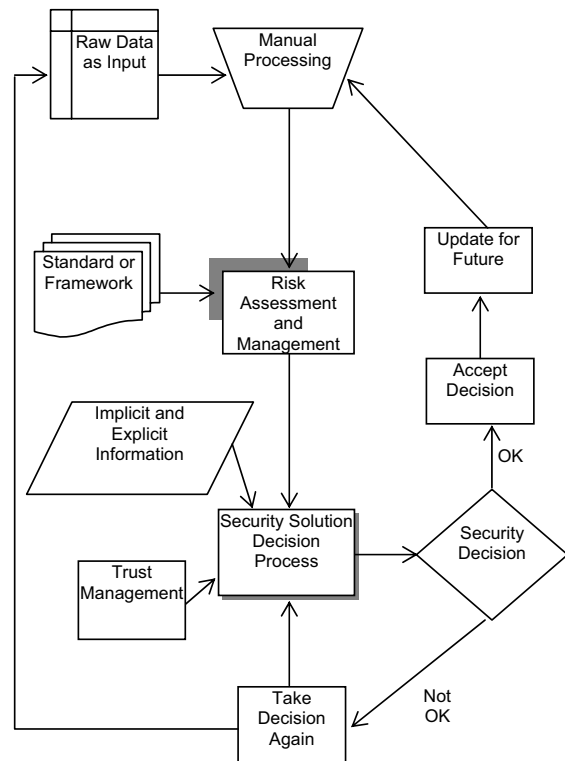 Raw Data
as Input
Manual
Processing
Standard or
Framework
Risk
Assessment
and
Management
Update for
Future
Accept
Decision
Implicit and
Explicit
Information
OK
Security Solution
Decision
Process
Security
Decision
Trust
Management
Not
OK
Take
Decision
Again